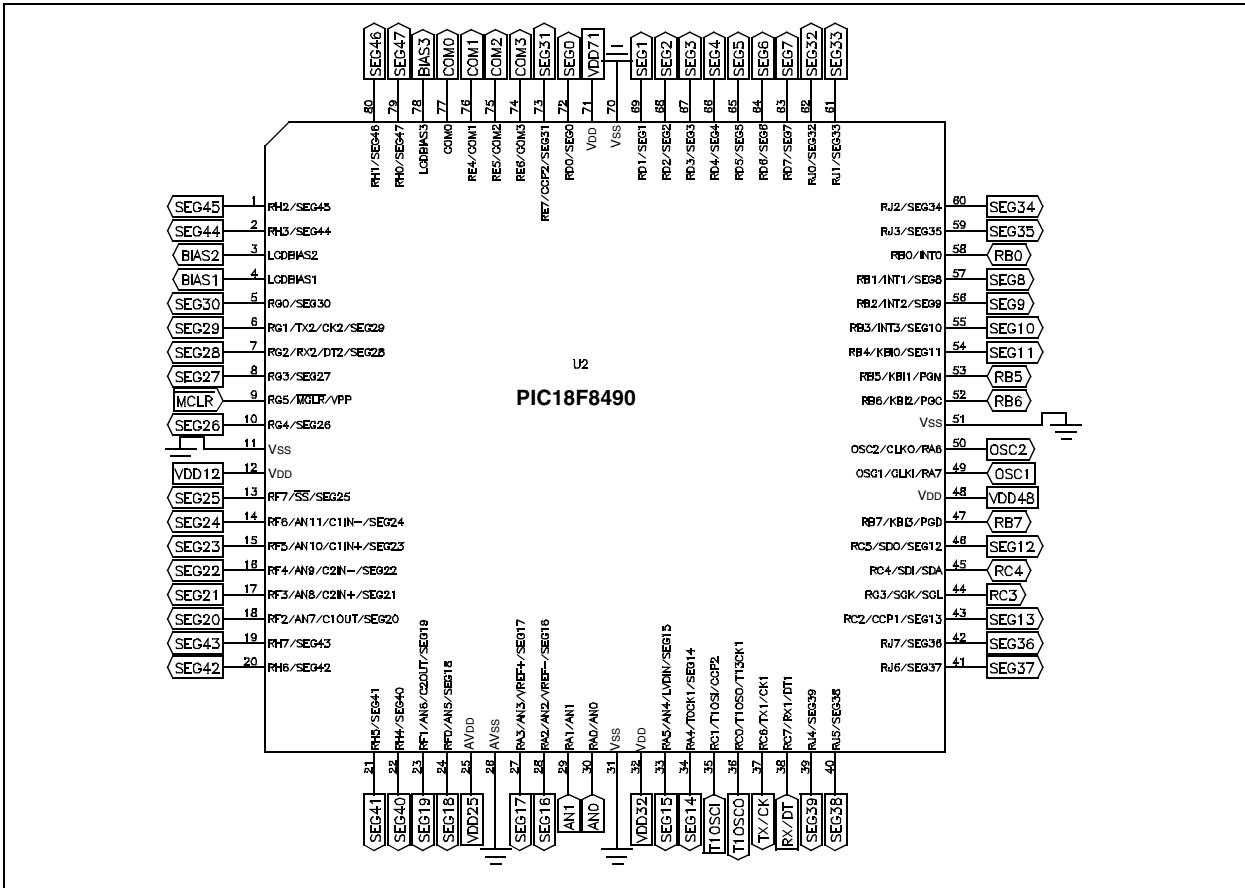 SEG46 SEG47 BIAS3 COM0 COM1 COM2 COM3 SEG31 SEG0 VDD71 SEG1 SEG2 SEG3 SEG4 SEG5 SEG6 SEG7 SEG32 SEG33
80 79 78 77 76 75 74 73 72 71 70 69 68 67 66 65 64 63 62 61
RH1/SEG46 RH0/SEG47 LCDBIAS3 COM0 RE4/COM1 RE5/COM2 RE6/COM3 RE7/CCP2/SEG31 RD0/SEG0 VDD VSS RD1/SEG1 RD2/SEG2 RD3/SEG3 RD4/SEG4 RD5/SEG5 RD6/SEG6 RD7/SEG7 RJ0/SEG32 RJ1/SEG33
SEG45 1 RH2/SEG45
SEG44 2 RH3/SEG44
BIAS2 3 LCDBIAS2
BIAS1 4 LCDBIAS1
SEG30 5 RG0/SEG30
SEG29 6 RG1/TX2/CK2/SEG29
SEG28 7 RG2/RX2/DT2/SEG28
SEG27 8 RG3/SEG27
MCLR 9 RG5/MCLR/VPP
SEG26 10 RG4/SEG26
11 VSS
VDD12 12 VDD
SEG25 13 RF7/SS/SEG25
SEG24 14 RF6/AN11/C1IN-/SEG24
SEG23 15 RF5/AN10/C1IN+/SEG23
SEG22 16 RF4/AN9/C2IN-/SEG22
SEG21 17 RF3/AN8/C2IN+/SEG21
SEG20 18 RF2/AN7/C1OUT/SEG20
SEG43 19 RH7/SEG43
SEG42 20 RH6/SEG42
U2
PIC18F8490
RJ2/SEG34 60 SEG34
RJ3/SEG35 59 SEG35
RB0/INT0 58 RB0
RB1/INT1/SEG8 57 SEG8
RB2/INT2/SEG9 56 SEG9
RB3/INT3/SEG10 55 SEG10
RB4/KBI0/SEG11 54 SEG11
RB5/KBI1/PGM 53 RB5
RB6/KBI2/PGC 52 RB6
VSS 51
OSC2/CLKO/RA6 50 OSC2
OSC1/CLKI/RA7 49 OSC1
VDD 48 VDD48
RB7/KBI3/PGD 47 RB7
RC5/SDO/SEG12 46 SEG12
RC4/SDI/SDA 45 RC4
RC3/SCK/SCL 44 RC3
RC2/CCP1/SEG13 43 SEG13
RJ7/SEG36 42 SEG36
RJ6/SEG37 41 SEG37
RH5/SEG41 RH4/SEG40 RF1/AN6/C2OUT/SEG19 RF0/AN5/SEG18 AVDD AVSS RA3/AN3/VREF+/SEG17 RA2/AN2/VREF-/SEG16 RA1/AN1 RA0/AN0 VSS VDD RA5/AN4/LVDIN/SEG15 RA4/T0CK1/SEG14 RC1/T1OSI/CCP2 RC0/T1OSO/T13CK1 RC6/TX1/CK1 RC7/RX1/DT1 RJ4/SEG39 RJ5/SEG38
21 22 23 24 25 26 27 28 29 30 31 32 33 34 35 36 37 38 39 40
SEG41 SEG40 SEG19 SEG18 VDD25 SEG17 SEG16 AN1 AN0 VDD32 SEG15 SEG14 T1OSCI T1OSCO TX/CK RX/DT SEG39 SEG38